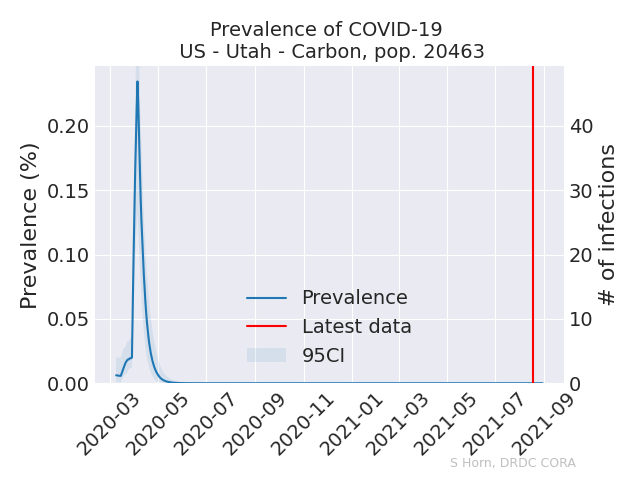 Prevalence of COVID-19
US - Utah - Carbon, pop. 20463
Prevalence (%)
0.20
0.15
0.10
0.05
0.00
40
30
20
10
0
# of infections
Prevalence
Latest data
95CI
2020-03
2020-05
2020-07
2020-09
2020-11
2021-01
2021-03
2021-05
2021-07
2021-09
S Horn, DRDC CORA